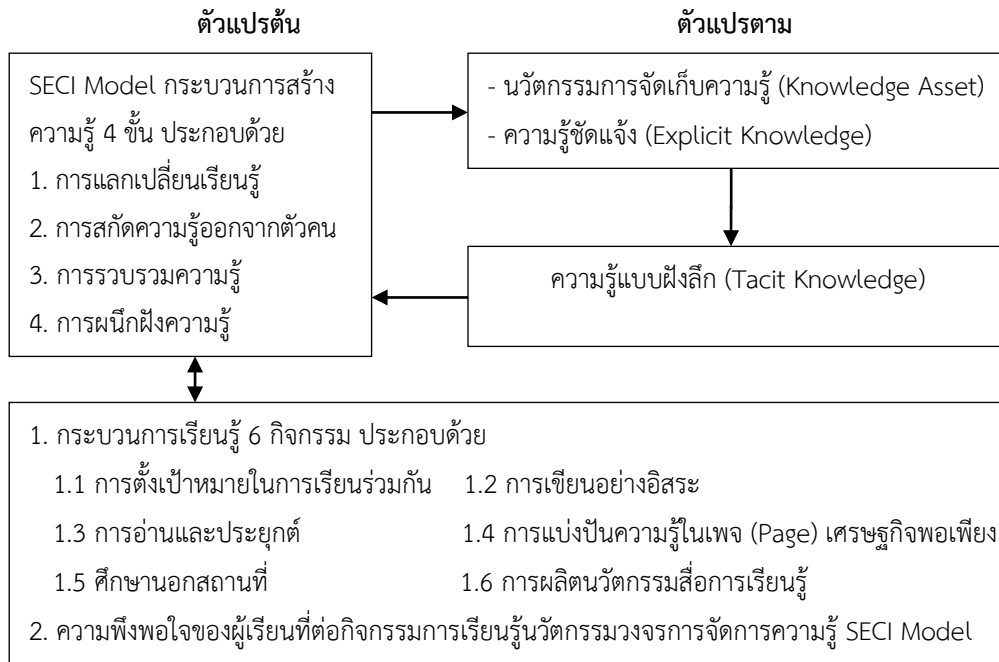 ตัวแปรต้น
ตัวแปรตาม
SECI Model กระบวนการสร้าง
ความรู้ 4 ขั้น ประกอบด้วย
1. การแลกเปลี่ยนเรียนรู้
2. การสกัดความรู้ออกจากตัวคน
3. การรวบรวมความรู้
4. การผนึกฝังความรู้
- นวัตกรรมการจัดเก็บความรู้ (Knowledge Asset)
- ความรู้ชัดแจ้ง (Explicit Knowledge)
ความรู้แบบฝังลึก (Tacit Knowledge)
1. กระบวนการเรียนรู้ 6 กิจกรรม ประกอบด้วย
1.1 การตั้งเป้าหมายในการเรียนร่วมกัน 1.2 การเขียนอย่างอิสระ
1.3 การอ่านและประยุกต์ 1.4 การแบ่งปันความรู้ในเพจ (Page) เศรษฐกิจพอเพียง
1.5 ศึกษานอกสถานที่ 1.6 การผลิตนวัตกรรมสื่อการเรียนรู้
2. ความพึงพอใจของผู้เรียนที่ต่อกิจกรรมการเรียนรู้นวัตกรรมวงจรการจัดการความรู้ SECI Model